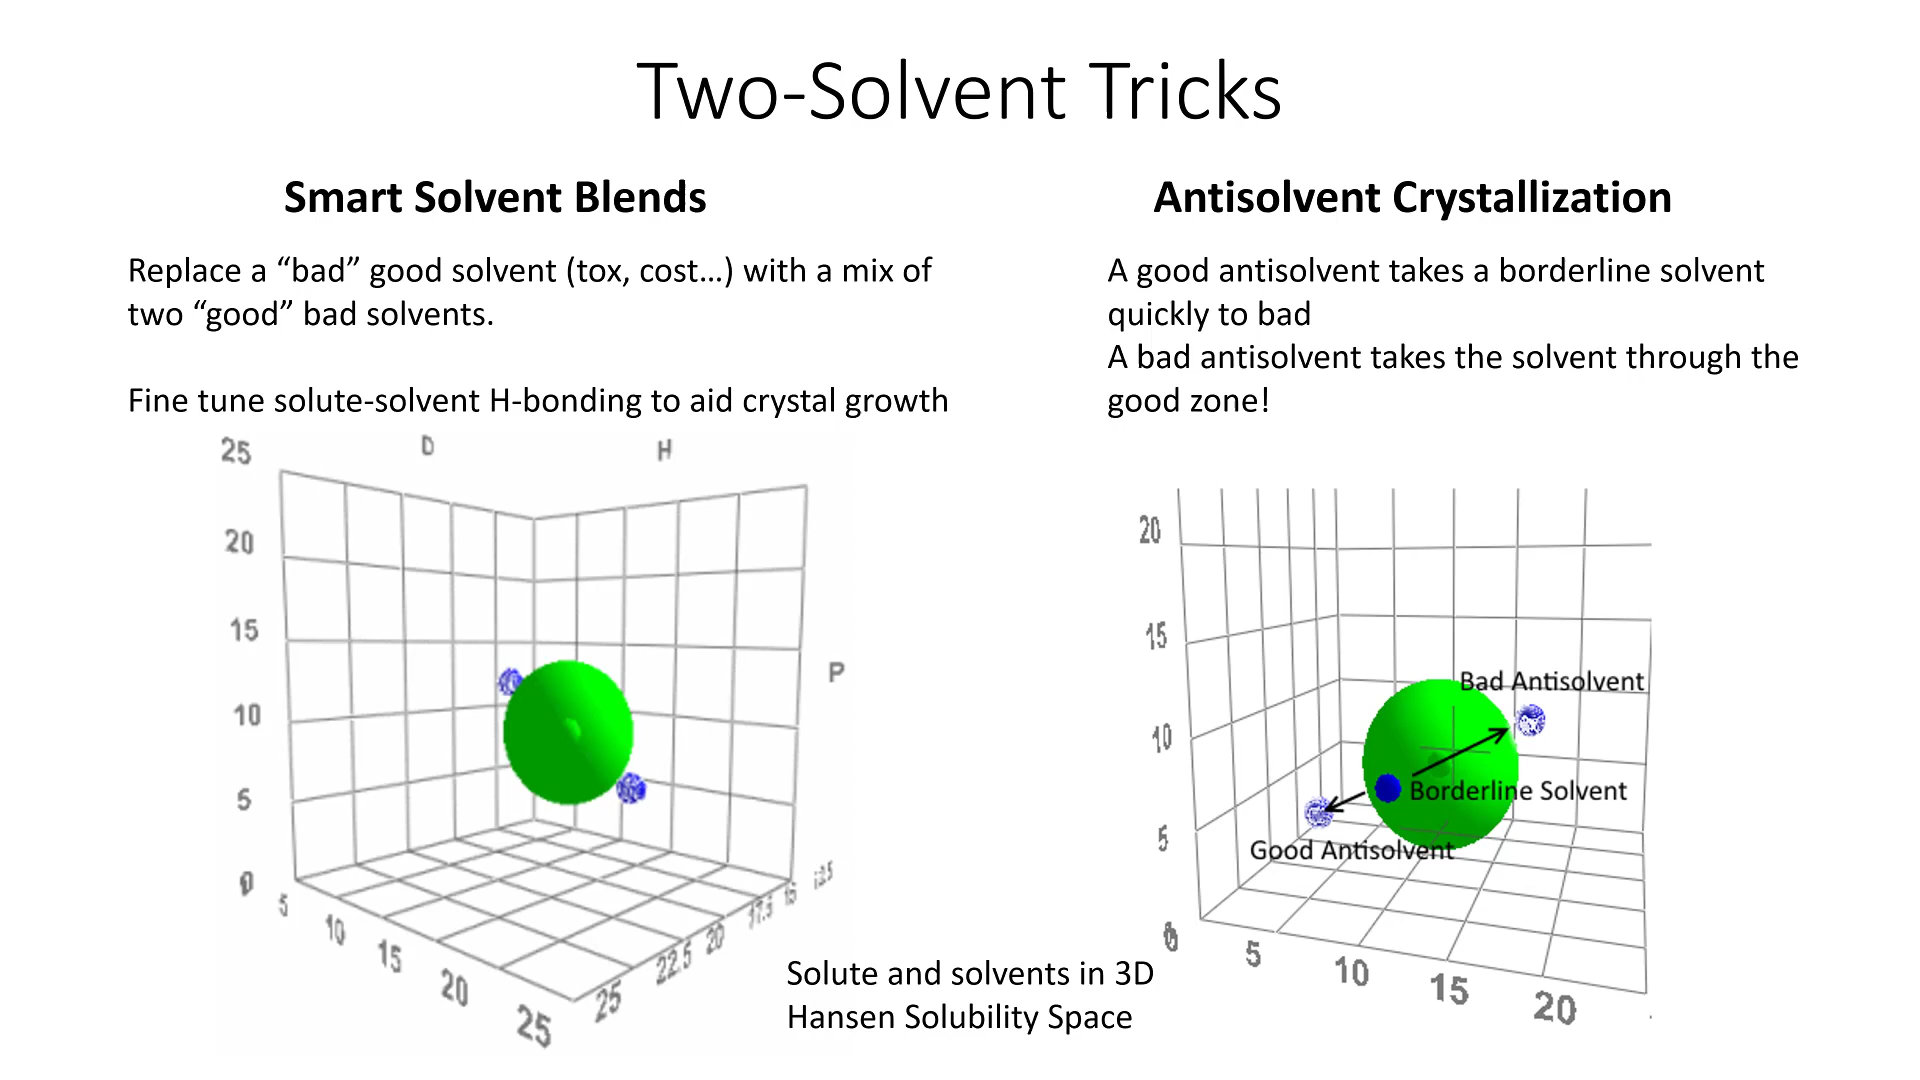 Two-Solvent Tricks
Smart Solvent Blends
Replace a “bad” good solvent (tox, cost…) with a mix of
two “good” bad solvents.
Fine tune solute-solvent H-bonding to aid crystal growth
25
D
H
20
15
P
10
5
0
5
10
15
20
25
25
22.5
20
17.5
15
Solute and solvents in 3D
Hansen Solubility Space
Antisolvent Crystallization
A good antisolvent takes a borderline solvent
quickly to bad
A bad antisolvent takes the solvent through the
good zone!
20
15
Bad Antisolvent
10
Borderline Solvent
5
Good Antisolvent
0
5
10
15
20